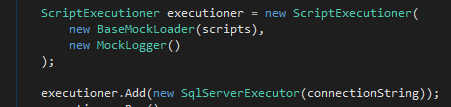 ScriptExecutioner executioner = new ScriptExecutioner(
new BaseMockLoader(scripts),
new MockLogger()
);
executioner.Add(new SqlServerExecutor(connectionString));